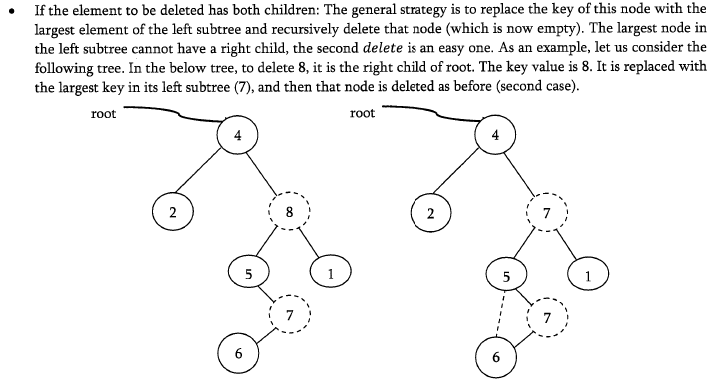 • If the element to be deleted has both children: The general strategy is to replace the key of this node with the
largest element of the left subtree and recursively delete that node (which is now empty). The largest node in
the left subtree cannot have a right child, the second delete is an easy one. As an example, let us consider the
following tree. In the below tree, to delete 8, it is the right child of root. The key value is 8. It is replaced with
the largest key in its left subtree (7), and then that node is deleted as before (second case).
root
4
2
8
5
1
7
6
root
4
2
7
5
1
7
6